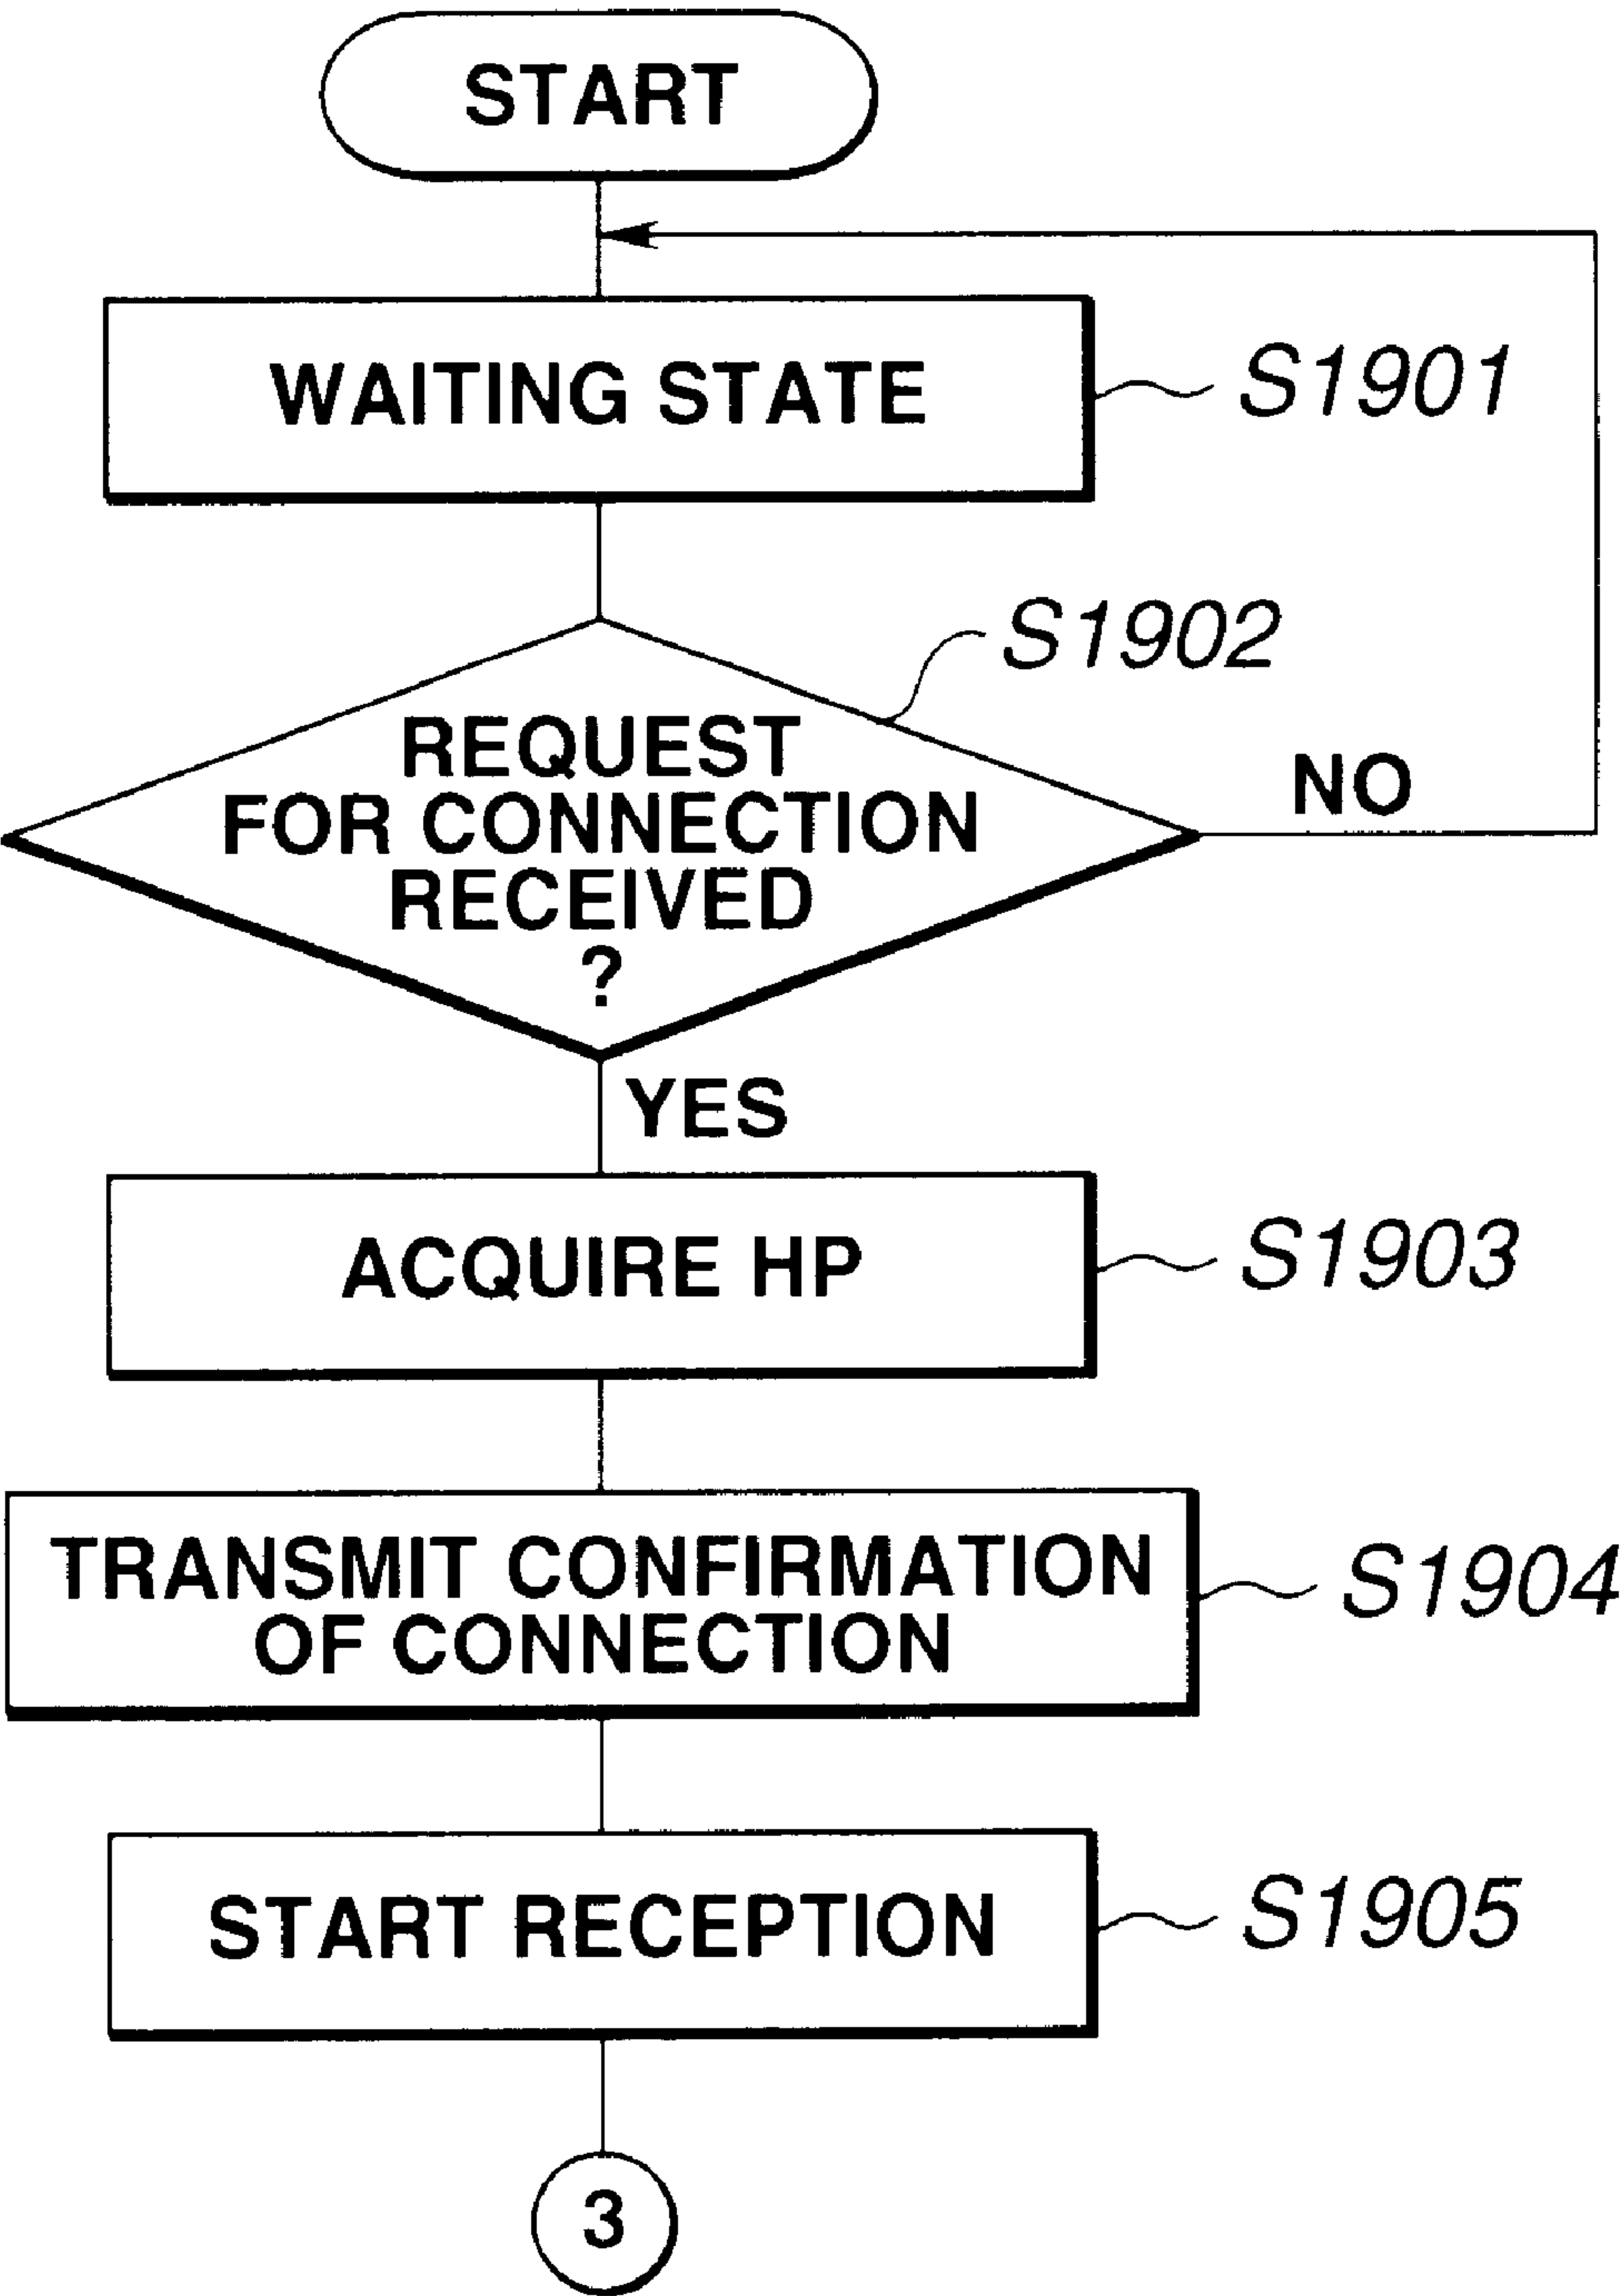 START
WAITING STATE
S1901
S1902
REQUEST
FOR CONNECTION
RECEIVED
?
NO
YES
ACQUIRE HP
S1903
TRANSMIT CONFIRMATION
OF CONNECTION
S1904
START RECEPTION
S1905
3